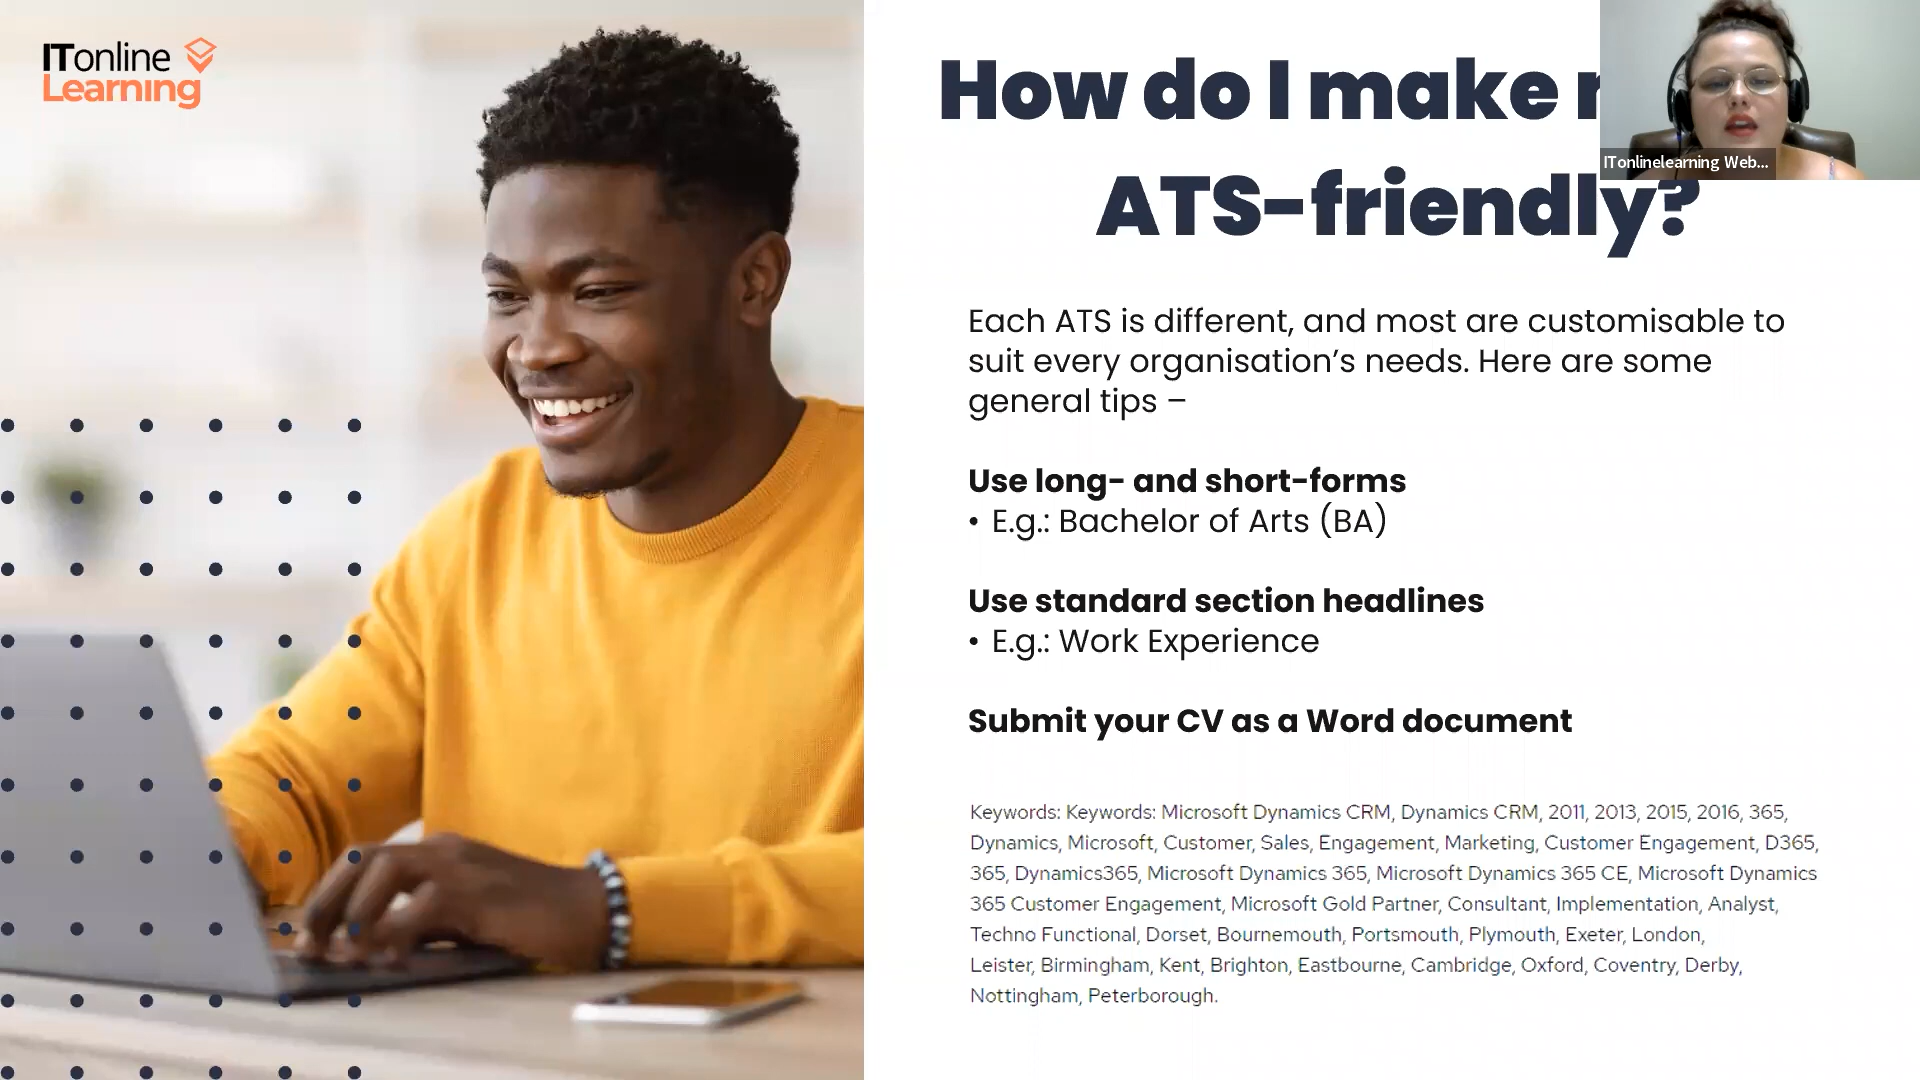 ITonline
Learning
How do I make
ATS-friendly?
ITonlinelearning Web...
Each ATS is different, and most are customisable to
suit every organisation's needs. Here are some
general tips –
Use long- and short-forms
• E.g.: Bachelor of Arts (BA)
Use standard section headlines
• E.g.: Work Experience
Submit your CV as a Word document
Keywords: Keywords: Microsoft Dynamics CRM, Dynamics CRM, 2011, 2013, 2015, 2016, 365,
Dynamics, Microsoft, Customer, Sales, Engagement, Marketing, Customer Engagement, D365,
365, Dynamics365, Microsoft Dynamics 365, Microsoft Dynamics 365 CE, Microsoft Dynamics
365 Customer Engagement, Microsoft Gold Partner, Consultant, Implementation, Analyst,
Techno Functional, Dorset, Bournemouth, Portsmouth, Plymouth, Exeter, London,
Leister, Birmingham, Kent, Brighton, Eastbourne, Cambridge, Oxford, Coventry, Derby,
Nottingham, Peterborough.